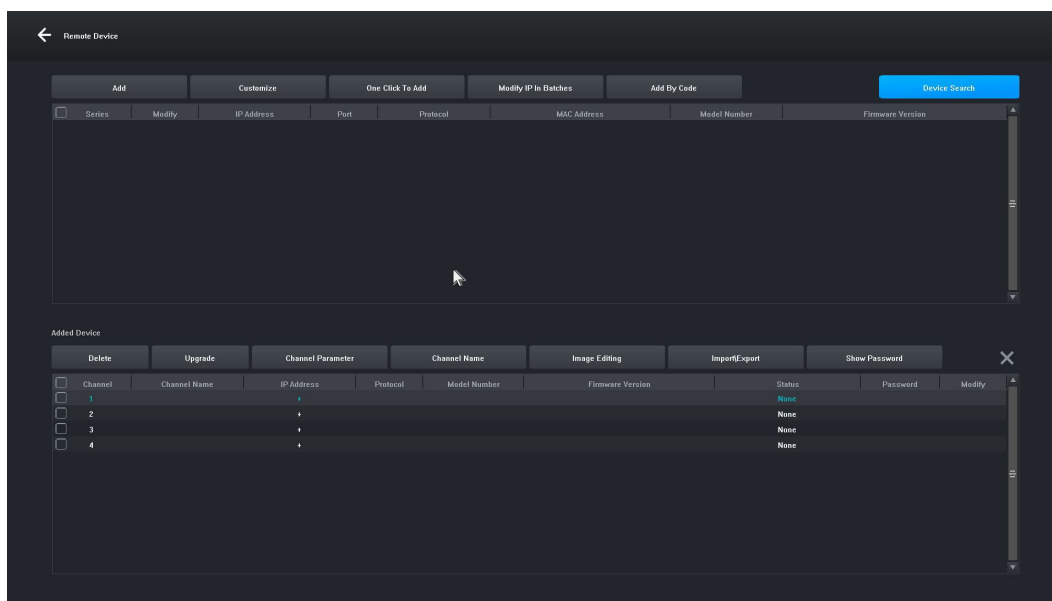 Remote Device
Add Customize One Click To Add Modify IP In Batches Add By Code Device Search
Series Modify IP Address Port Protocol MAC Address Model Number Firmware Version
Added Device
Delete Upgrade Channel Parameter Channel Name Image Editing Import\Export Show Password
Channel Channel Name IP Address Protocol Model Number Firmware Version Status Password Modify
1 + None
2 + None
3 + None
4 + None